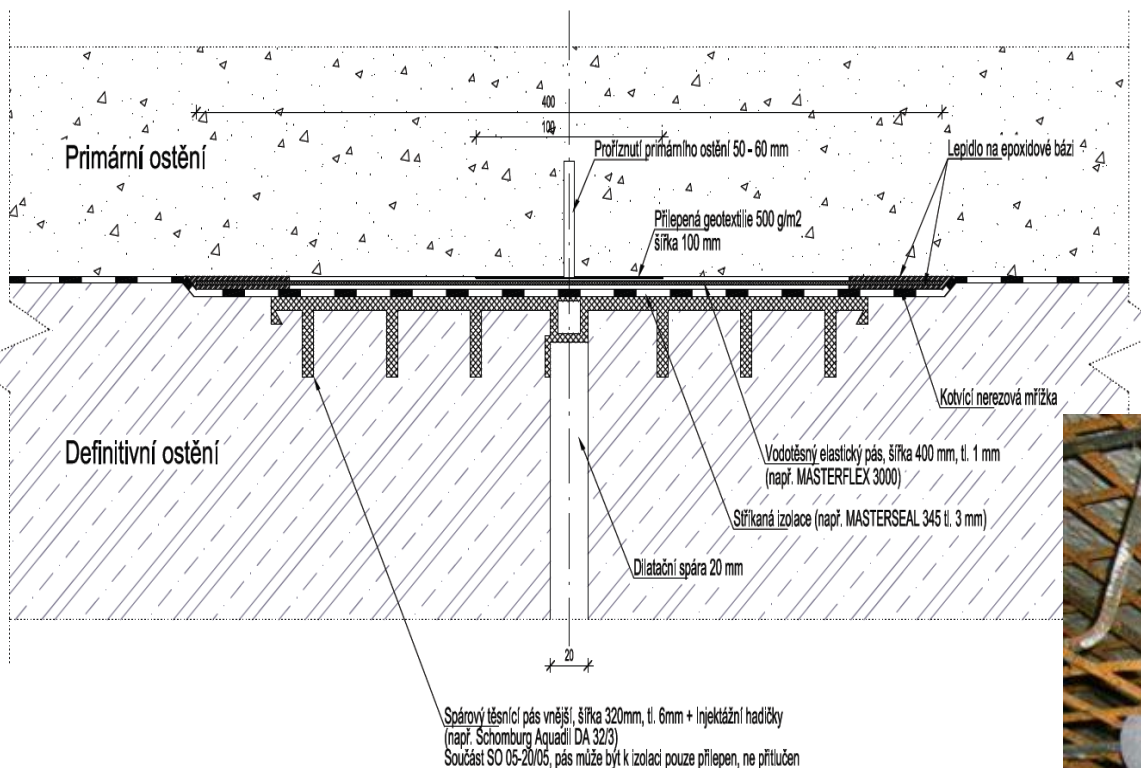 400
100
Primární ostění
Proříznutí primárního ostění 50 - 60 mm
Lepidlo na epoxidové bázi
Přilepená geotextilie 500 g/m2
šířka 100 mm
Kotvící nerezová mřížka
Definitivní ostění
Vodotěsný elastický pás, šířka 400 mm, tl. 1 mm
(např. MASTERFLEX 3000)
Stříkaná izolace (např. MASTERSEAL 345 tl. 3 mm)
Dilatační spára 20 mm
20
Spárový těsnící pás vnější, šířka 320mm, tl. 6mm + Injektážní hadičky
(např. Schomburg Aquadil DA 32/3)
Součást SO 05-20/05, pás může být k izolaci pouze přilepen, ne přitlučen